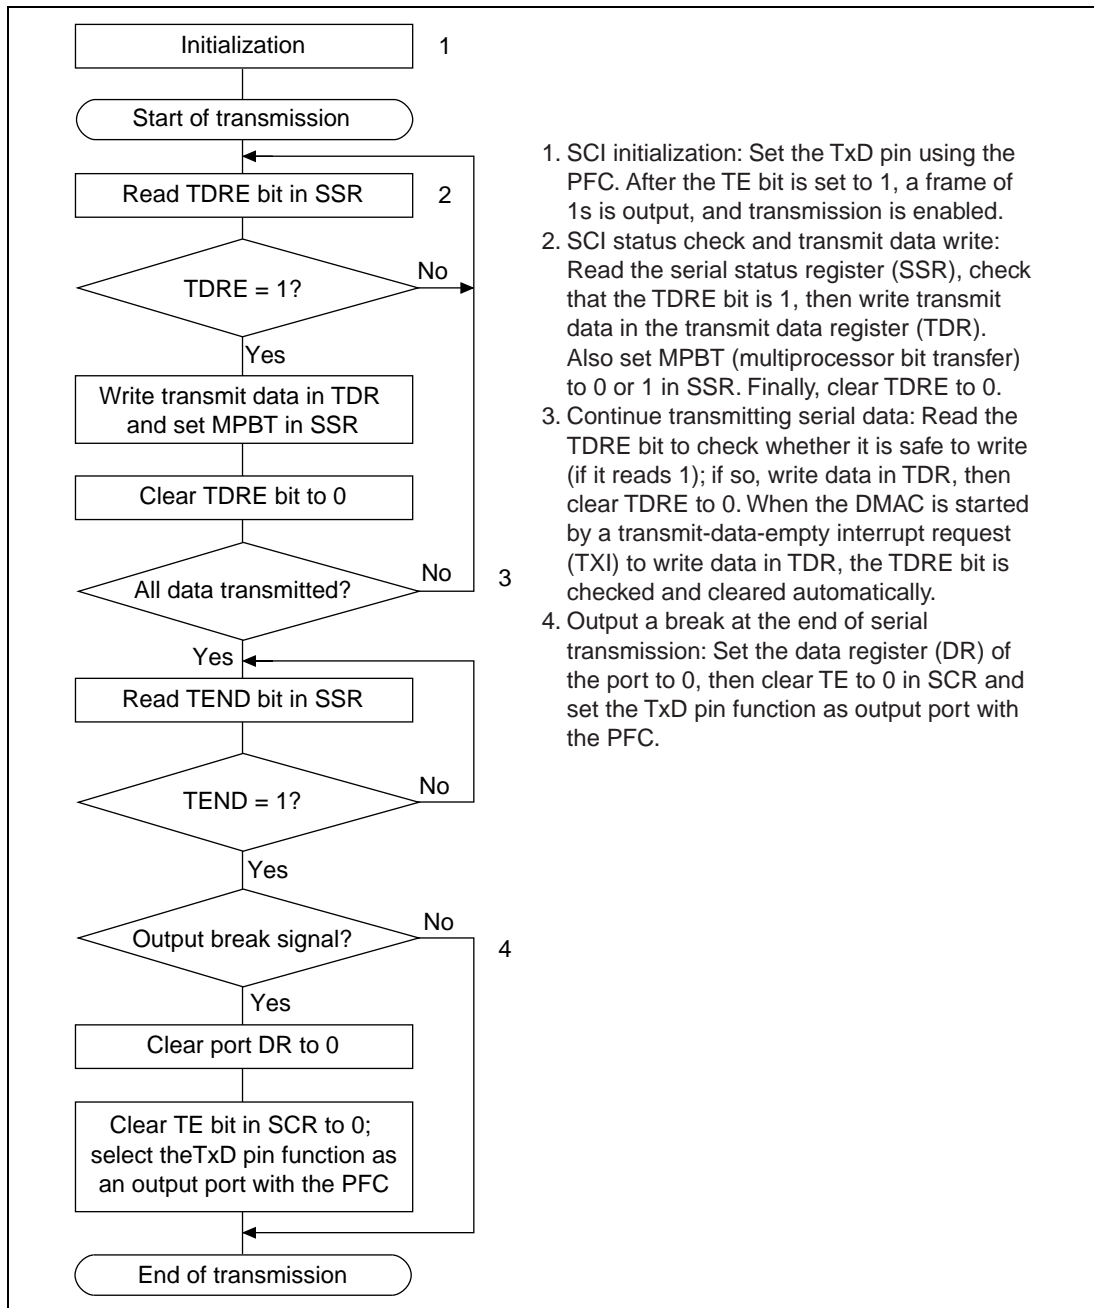 Initialization
1
Start of transmission
Read TDRE bit in SSR
2
TDRE = 1?
No
Yes
Write transmit data in TDR
and set MPBT in SSR
Clear TDRE bit to 0
All data transmitted?
No
3
Yes
Read TEND bit in SSR
TEND = 1?
No
Yes
Output break signal?
No
4
Yes
Clear port DR to 0
Clear TE bit in SCR to 0;
select theTxD pin function as
an output port with the PFC
End of transmission
1. SCI initialization: Set the TxD pin using the
PFC. After the TE bit is set to 1, a frame of
1s is output, and transmission is enabled.
2. SCI status check and transmit data write:
Read the serial status register (SSR), check
that the TDRE bit is 1, then write transmit
data in the transmit data register (TDR).
Also set MPBT (multiprocessor bit transfer)
to 0 or 1 in SSR. Finally, clear TDRE to 0.
3. Continue transmitting serial data: Read the
TDRE bit to check whether it is safe to write
(if it reads 1); if so, write data in TDR, then
clear TDRE to 0. When the DMAC is started
by a transmit-data-empty interrupt request
(TXI) to write data in TDR, the TDRE bit is
checked and cleared automatically.
4. Output a break at the end of serial
transmission: Set the data register (DR) of
the port to 0, then clear TE to 0 in SCR and
set the TxD pin function as output port with
the PFC.